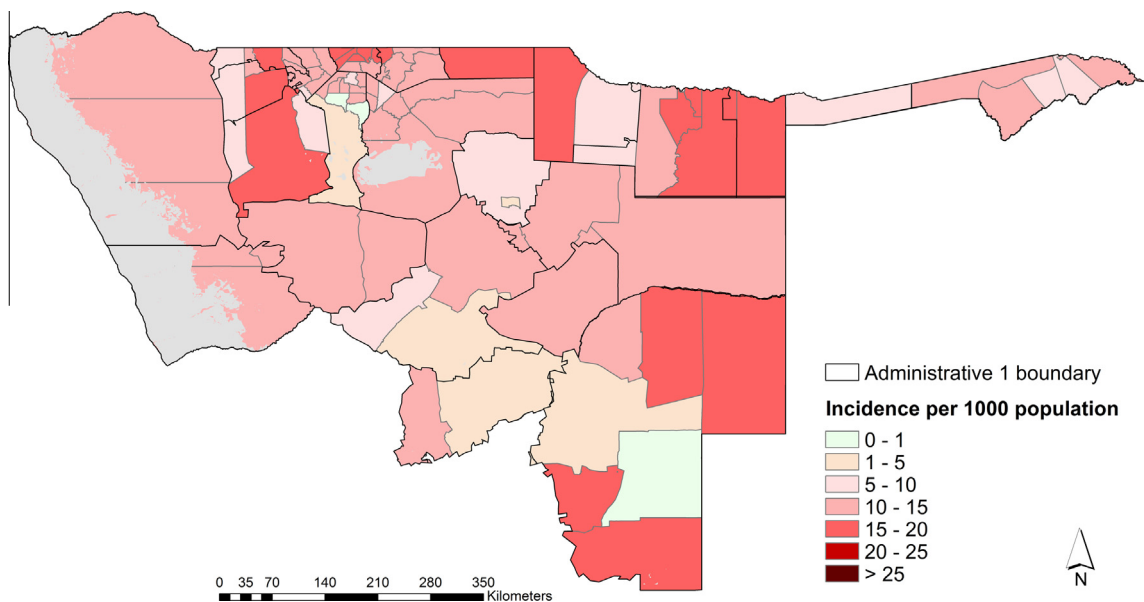 Administrative 1 boundary
Incidence per 1000 population
0 - 1
1 - 5
5 - 10
10 - 15
15 - 20
20 - 25
> 25
N
0 35 70 140 210 280 350
Kilometers